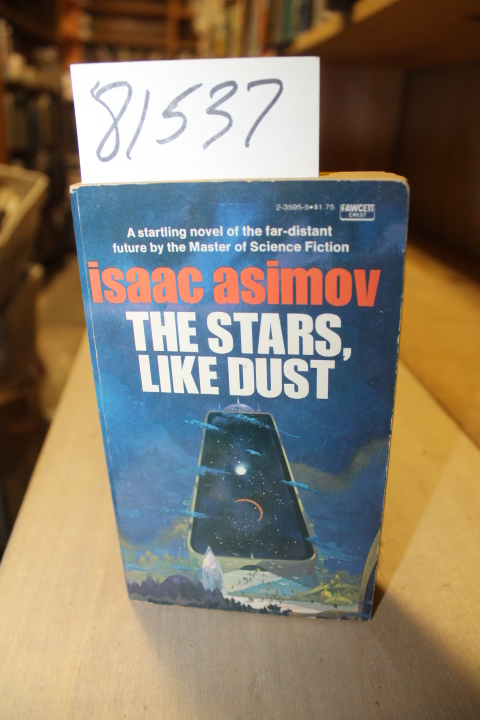 81537
2-3595-5•$1.75 FAWCETT
CREST
A startling novel of the far-distant
future by the Master of Science Fiction
isaac asimov
THE STARS,
LIKE DUST